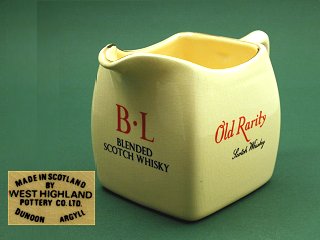 B·L
BLENDED
SCOTCH WHISKY
Old Rarity
Scotch Whisky
MADE IN SCOTLAND
BY
WEST HIGHLAND
POTTERY CO. LTD.
DUNOON ARGYLL